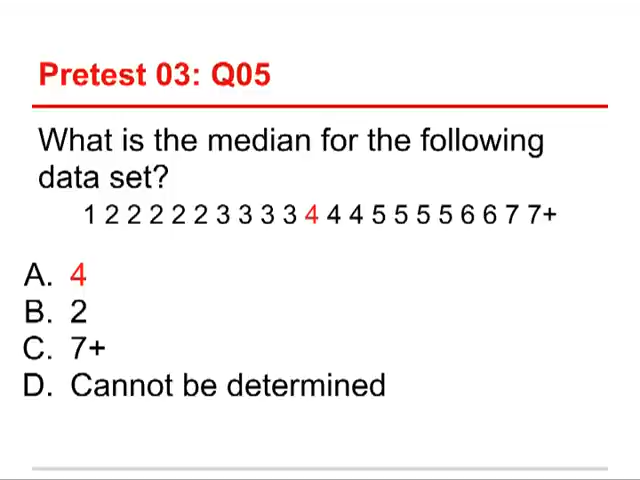 Pretest 03: Q05
What is the median for the following
data set?
1 2 2 2 2 2 3 3 3 3 4 4 4 5 5 5 5 6 6 7 7+
A. 4
B. 2
C. 7+
D. Cannot be determined